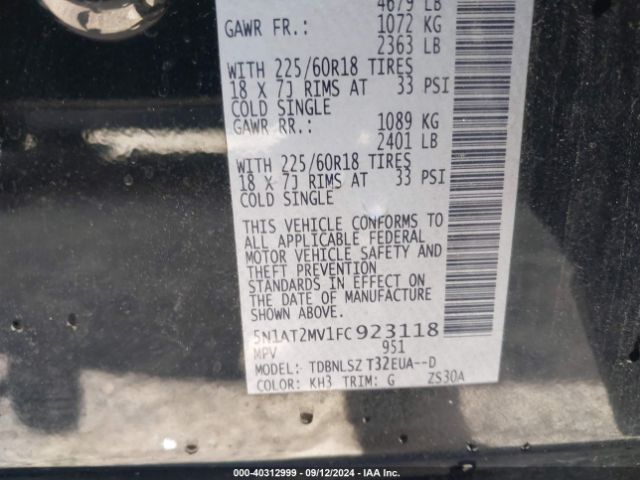 4679 LB
GAWR FR.: 1072 KG
2363 LB
WITH 225/60R18 TIRES
18 X 7J RIMS AT 33 PSI
COLD SINGLE
GAWR RR.: 1089 KG
2401 LB
WITH 225/60R18 TIRES
18 X 7J RIMS AT 33 PSI
COLD SINGLE
THIS VEHICLE CONFORMS TO
ALL APPLICABLE FEDERAL
MOTOR VEHICLE SAFETY AND
THEFT PREVENTION
STANDARDS IN EFFECT ON
THE DATE OF MANUFACTURE
SHOWN ABOVE.
5N1AT2MV1FC923118
MPV 951
MODEL: TDBNLSZ T32EUA--D
COLOR: KH3 TRIM: G ZS30A
000-40312999 - 09/12/2024 - IAA Inc.